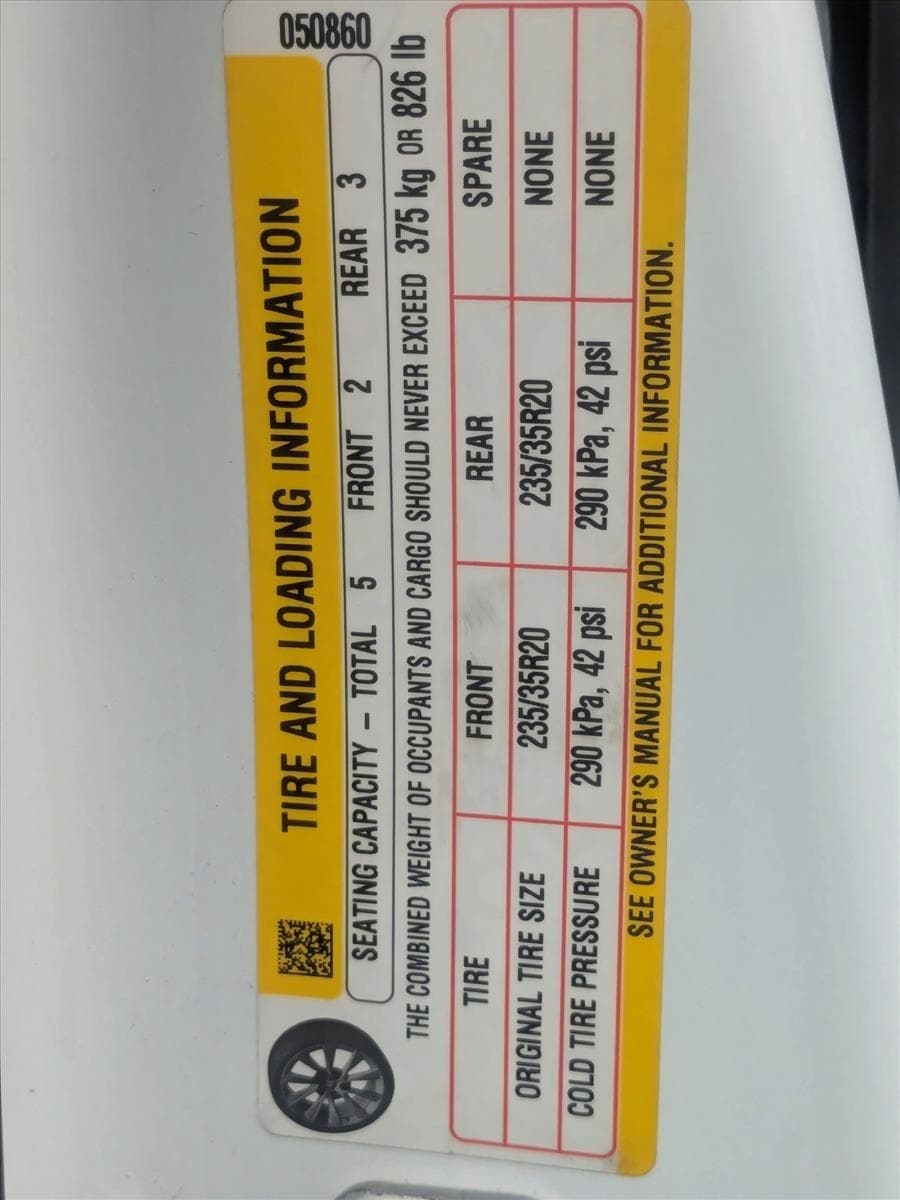 050860
TIRE AND LOADING INFORMATION
SEATING CAPACITY – TOTAL 5 FRONT 2 REAR 3
THE COMBINED WEIGHT OF OCCUPANTS AND CARGO SHOULD NEVER EXCEED 375 kg OR 826 lb
TIRE FRONT REAR SPARE
ORIGINAL TIRE SIZE 235/35R20 235/35R20 NONE
COLD TIRE PRESSURE 290 kPa, 42 psi 290 kPa, 42 psi NONE
SEE OWNER'S MANUAL FOR ADDITIONAL INFORMATION.